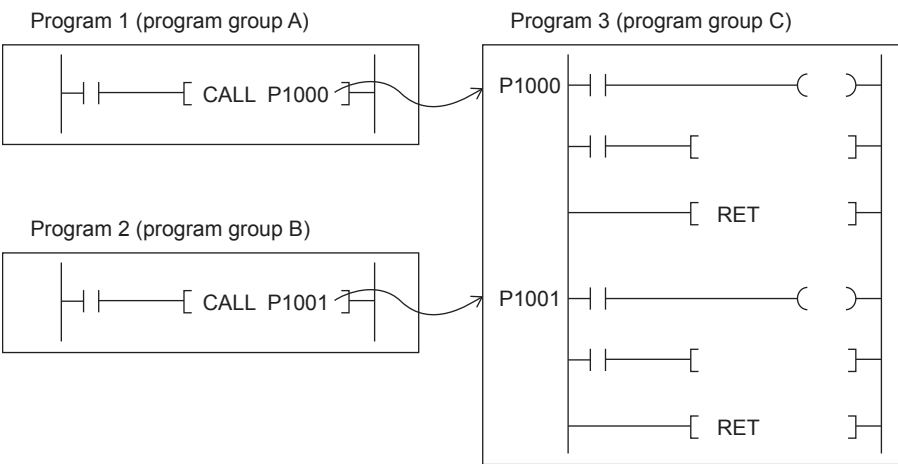 Program 1 (program group A)
CALL P1000
Program 2 (program group B)
CALL P1001
Program 3 (program group C)
P1000
RET
P1001
RET